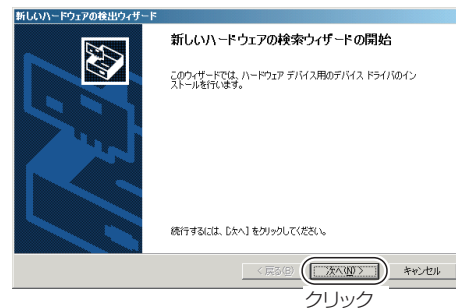 新しいハードウェアの検出ウィザード
新しいハードウェアの検索ウィザードの開始
このウィザードでは、ハードウェア デバイス用のデバイス ドライバのイン
ストールを行います。
続行するには、[次へ] をクリックしてください。
< 戻る(B)
次へ(N) >
キャンセル
クリック